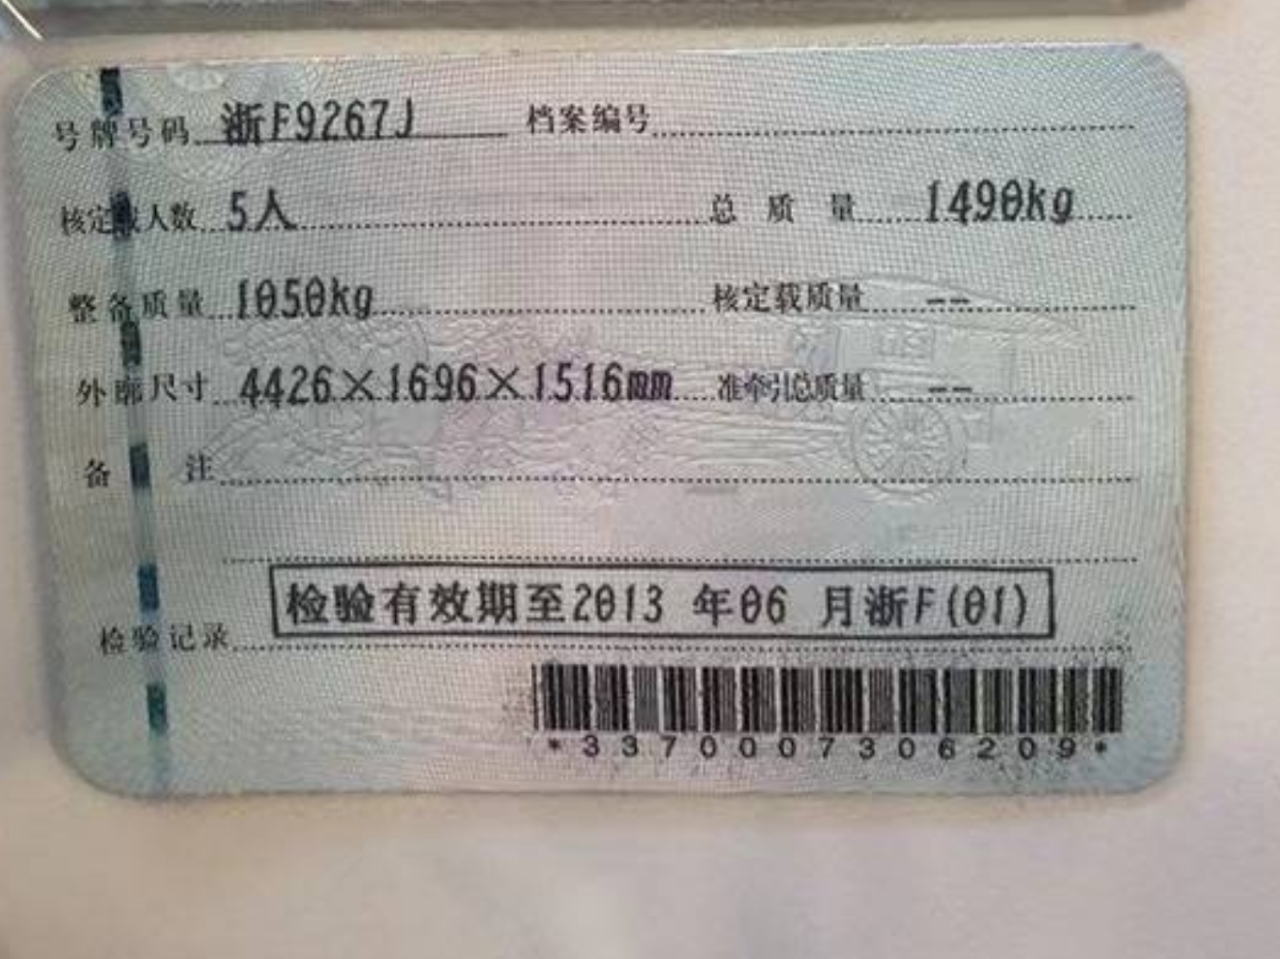 号牌号码 浙F9267J 档案编号
核定载人数 5人 总质量 1490kg
整备质量 1050kg 核定载质量 --
外廓尺寸 4426×1696×1516mm 准牵引总质量 --
备注
检验记录 检验有效期至2013 年06 月浙F(01)
*3370007306209*